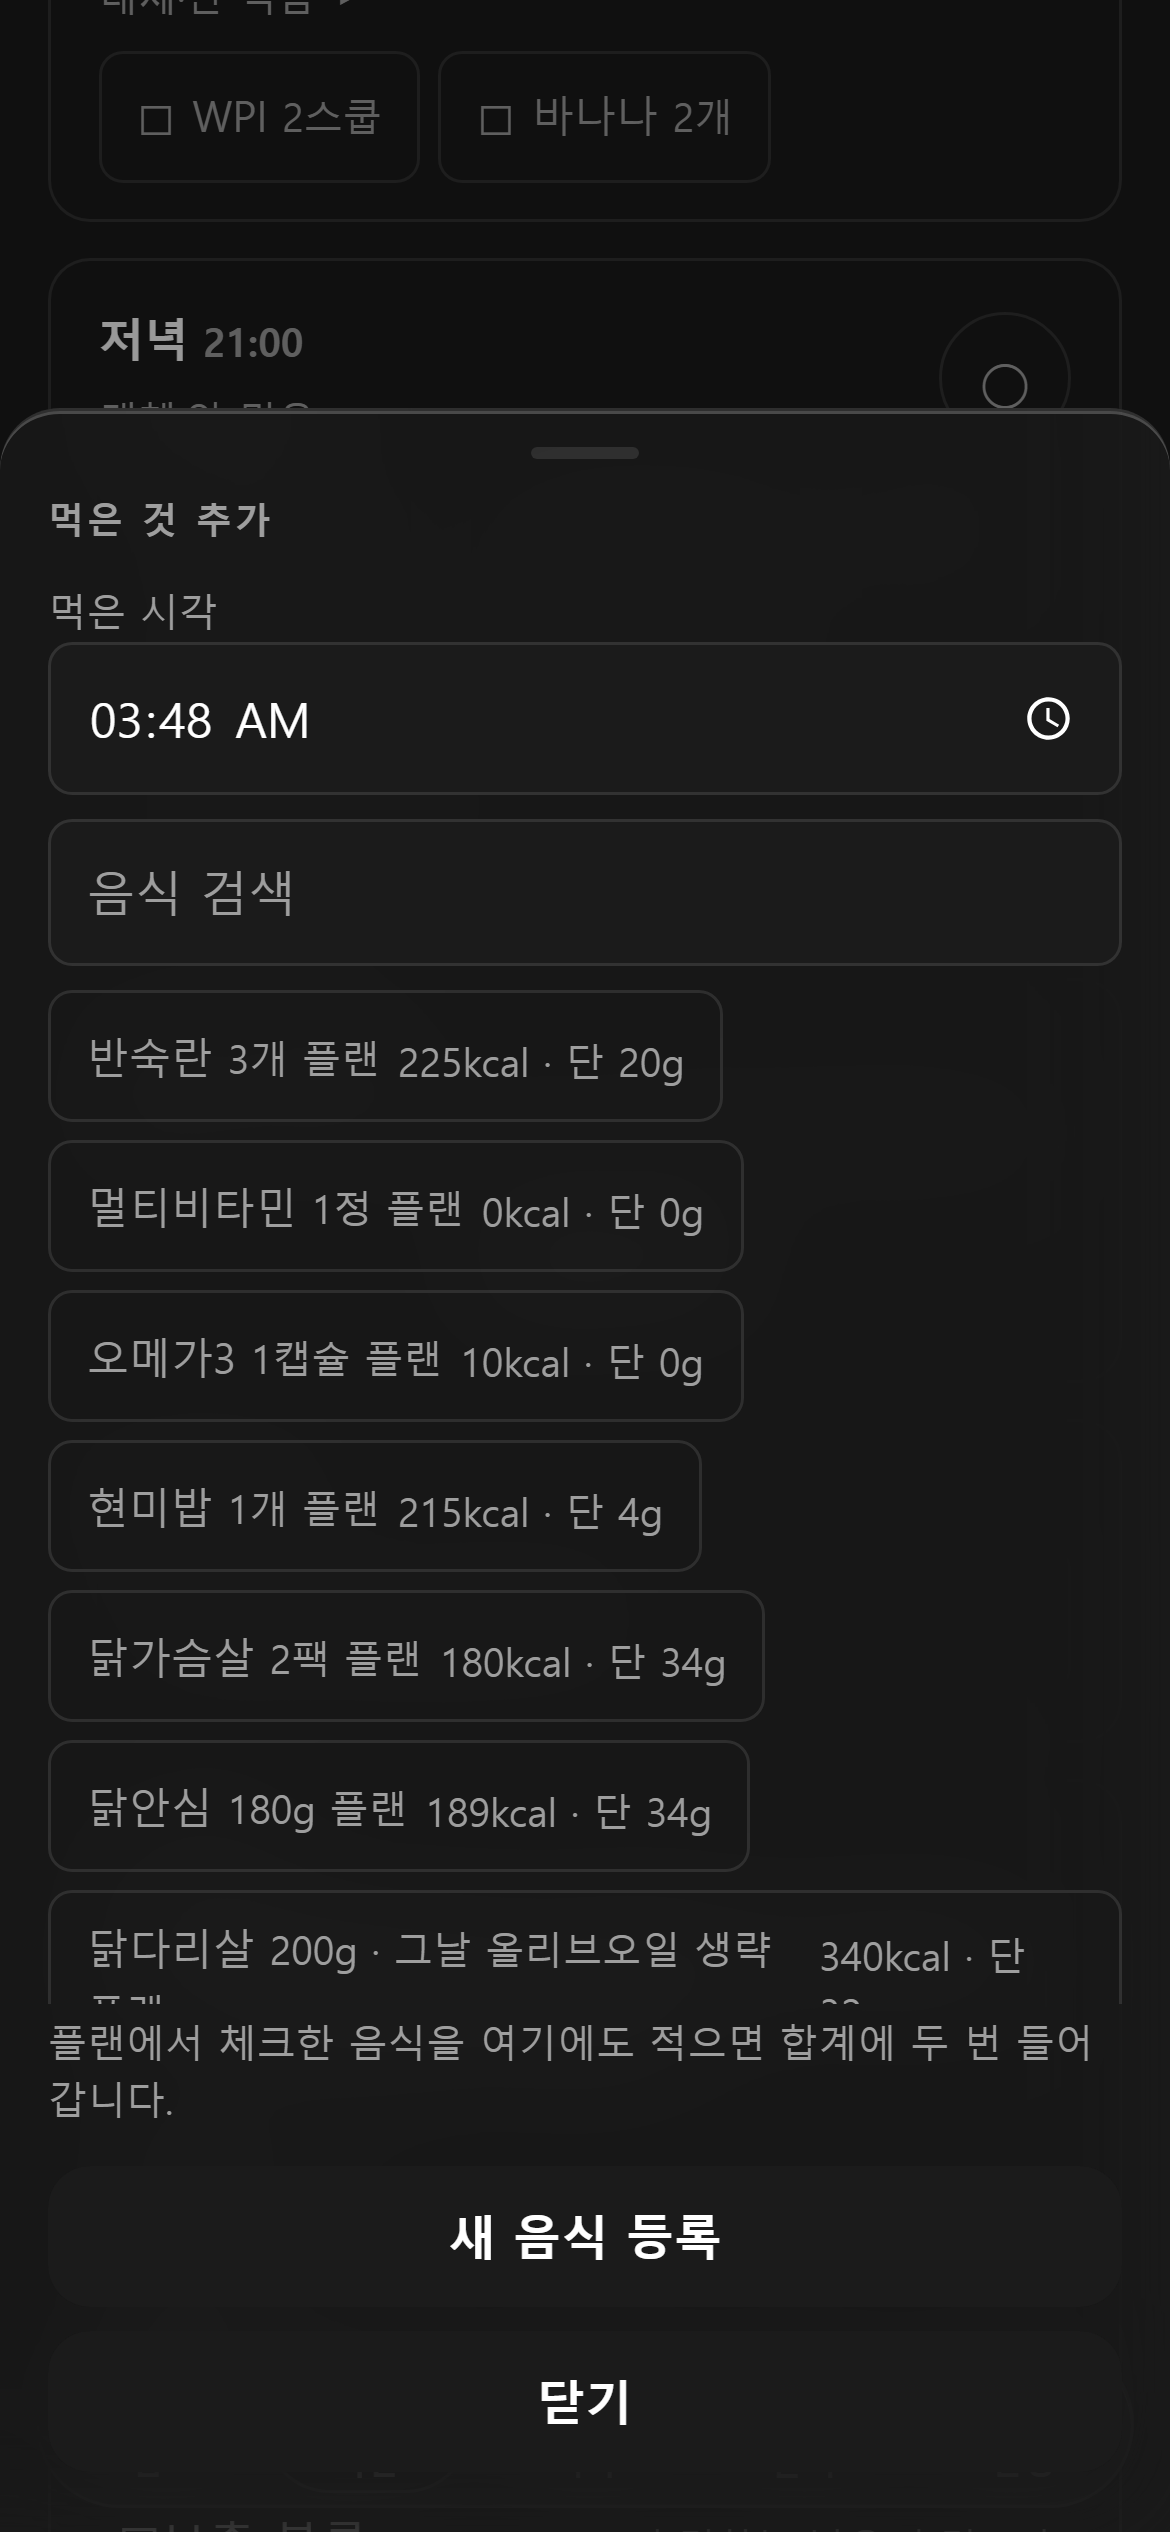 WPI 2스쿱
바나나 2개
저녁 21:00
먹은 것 추가
먹은 시각
03:48 AM
음식 검색
반숙란 3개 플랜 225kcal · 단 20g
멀티비타민 1정 플랜 0kcal · 단 0g
오메가3 1캡슐 플랜 10kcal · 단 0g
현미밥 1개 플랜 215kcal · 단 4g
닭가슴살 2팩 플랜 180kcal · 단 34g
닭안심 180g 플랜 189kcal · 단 34g
닭다리살 200g · 그날 올리브오일 생략 340kcal · 단
플랜에서 체크한 음식을 여기에도 적으면 합계에 두 번 들어
갑니다.
새 음식 등록
닫기